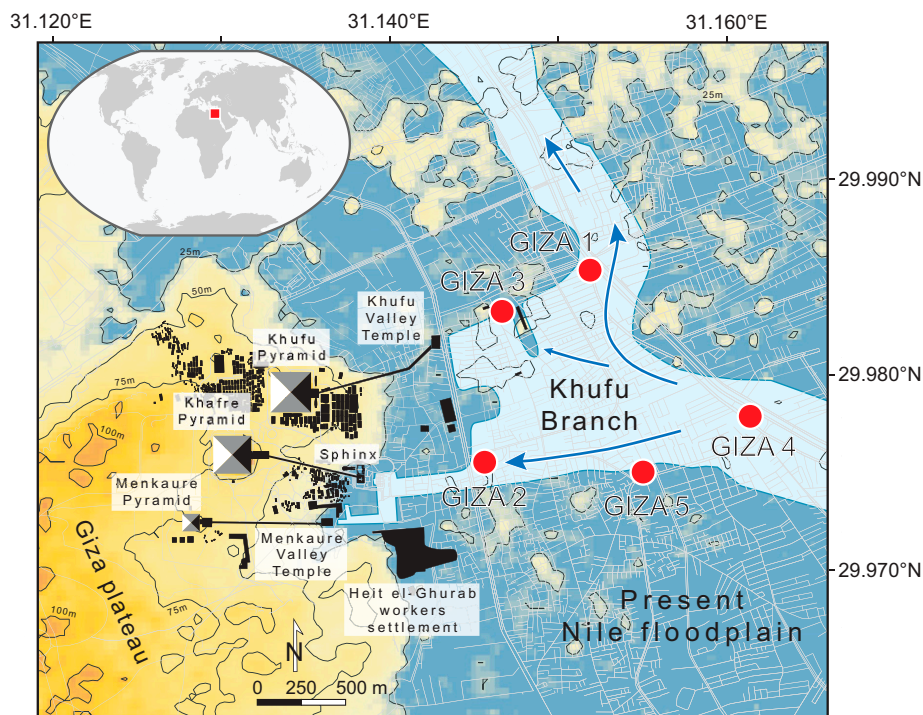 31.120°E
31.140°E
31.160°E
25m
29.990°N
GIZA 1
25m
GIZA 3
50m
Khufu
Valley
Temple
Khufu
Pyramid
29.980°N
75m
Khafre
Pyramid
Khufu
Branch
100m
GIZA 4
Sphinx
Menkaure
Pyramid
GIZA 2
GIZA 5
Giza plateau
Menkaure
Valley
Temple
29.970°N
Heit el-Ghurab
workers
settlement
Present
Nile floodplain
75m
100m
N
0 250 500 m